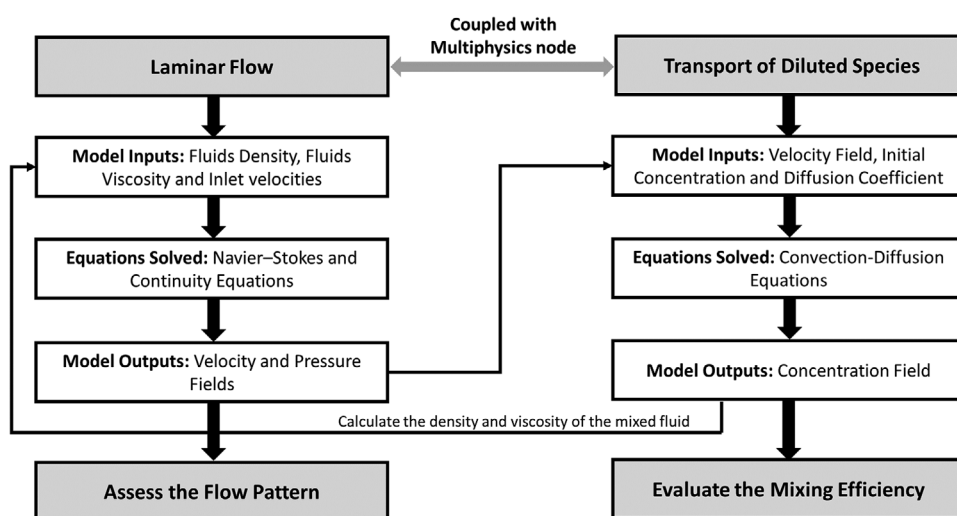 Coupled with
Multiphysics node
Laminar Flow
Transport of Diluted Species
Model Inputs: Fluids Density, Fluids
Viscosity and Inlet velocities
Model Inputs: Velocity Field, Initial
Concentration and Diffusion Coefficient
Equations Solved: Navier–Stokes and
Continuity Equations
Equations Solved: Convection-Diffusion
Equations
Model Outputs: Velocity and Pressure
Fields
Model Outputs: Concentration Field
Calculate the density and viscosity of the mixed fluid
Assess the Flow Pattern
Evaluate the Mixing Efficiency